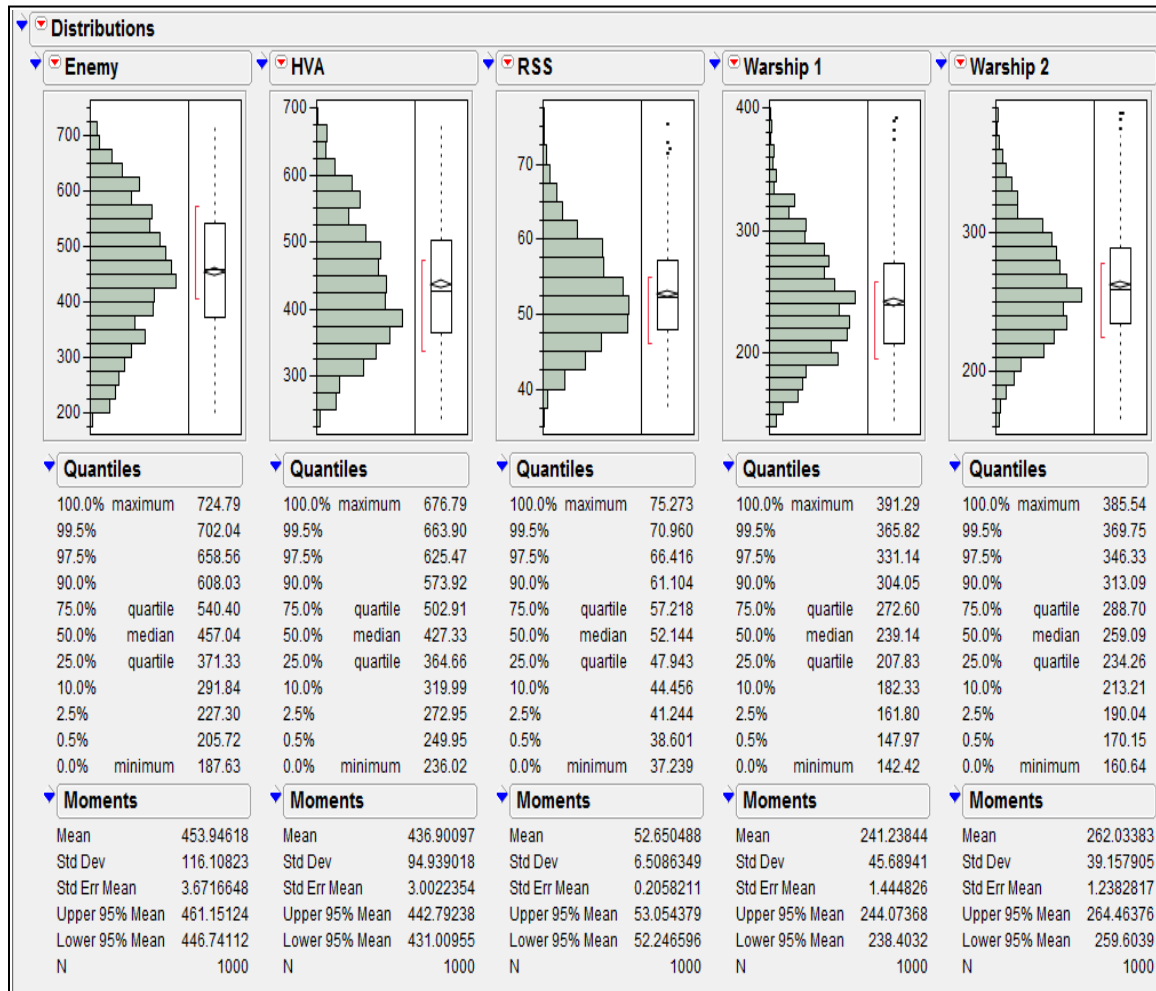 Distributions
Enemy
700
600
500
400
300
200
Quantiles
100.0% maximum 724.79
99.5% 702.04
97.5% 658.56
90.0% 608.03
75.0% quartile 540.40
50.0% median 457.04
25.0% quartile 371.33
10.0% 291.84
2.5% 227.30
0.5% 205.72
0.0% minimum 187.63
Moments
Mean 453.94618
Std Dev 116.10823
Std Err Mean 3.6716648
Upper 95% Mean 461.15124
Lower 95% Mean 446.74112
N 1000
HVA
700
600
500
400
300
Quantiles
100.0% maximum 676.79
99.5% 663.90
97.5% 625.47
90.0% 573.92
75.0% quartile 502.91
50.0% median 427.33
25.0% quartile 364.66
10.0% 319.99
2.5% 272.95
0.5% 249.95
0.0% minimum 236.02
Moments
Mean 436.90097
Std Dev 94.939018
Std Err Mean 3.0022354
Upper 95% Mean 442.79238
Lower 95% Mean 431.00955
N 1000
RSS
70
60
50
40
Quantiles
100.0% maximum 75.273
99.5% 70.960
97.5% 66.416
90.0% 61.104
75.0% quartile 57.218
50.0% median 52.144
25.0% quartile 47.943
10.0% 44.456
2.5% 41.244
0.5% 38.601
0.0% minimum 37.239
Moments
Mean 52.650488
Std Dev 6.5086349
Std Err Mean 0.2058211
Upper 95% Mean 53.054379
Lower 95% Mean 52.246596
N 1000
Warship 1
400
300
200
Quantiles
100.0% maximum 391.29
99.5% 365.82
97.5% 331.14
90.0% 304.05
75.0% quartile 272.60
50.0% median 239.14
25.0% quartile 207.83
10.0% 182.33
2.5% 161.80
0.5% 147.97
0.0% minimum 142.42
Moments
Mean 241.23844
Std Dev 45.68941
Std Err Mean 1.444826
Upper 95% Mean 244.07368
Lower 95% Mean 238.4032
N 1000
Warship 2
300
200
Quantiles
100.0% maximum 385.54
99.5% 369.75
97.5% 346.33
90.0% 313.09
75.0% quartile 288.70
50.0% median 259.09
25.0% quartile 234.26
10.0% 213.21
2.5% 190.04
0.5% 170.15
0.0% minimum 160.64
Moments
Mean 262.03383
Std Dev 39.157905
Std Err Mean 1.2382817
Upper 95% Mean 264.46376
Lower 95% Mean 259.6039
N 1000